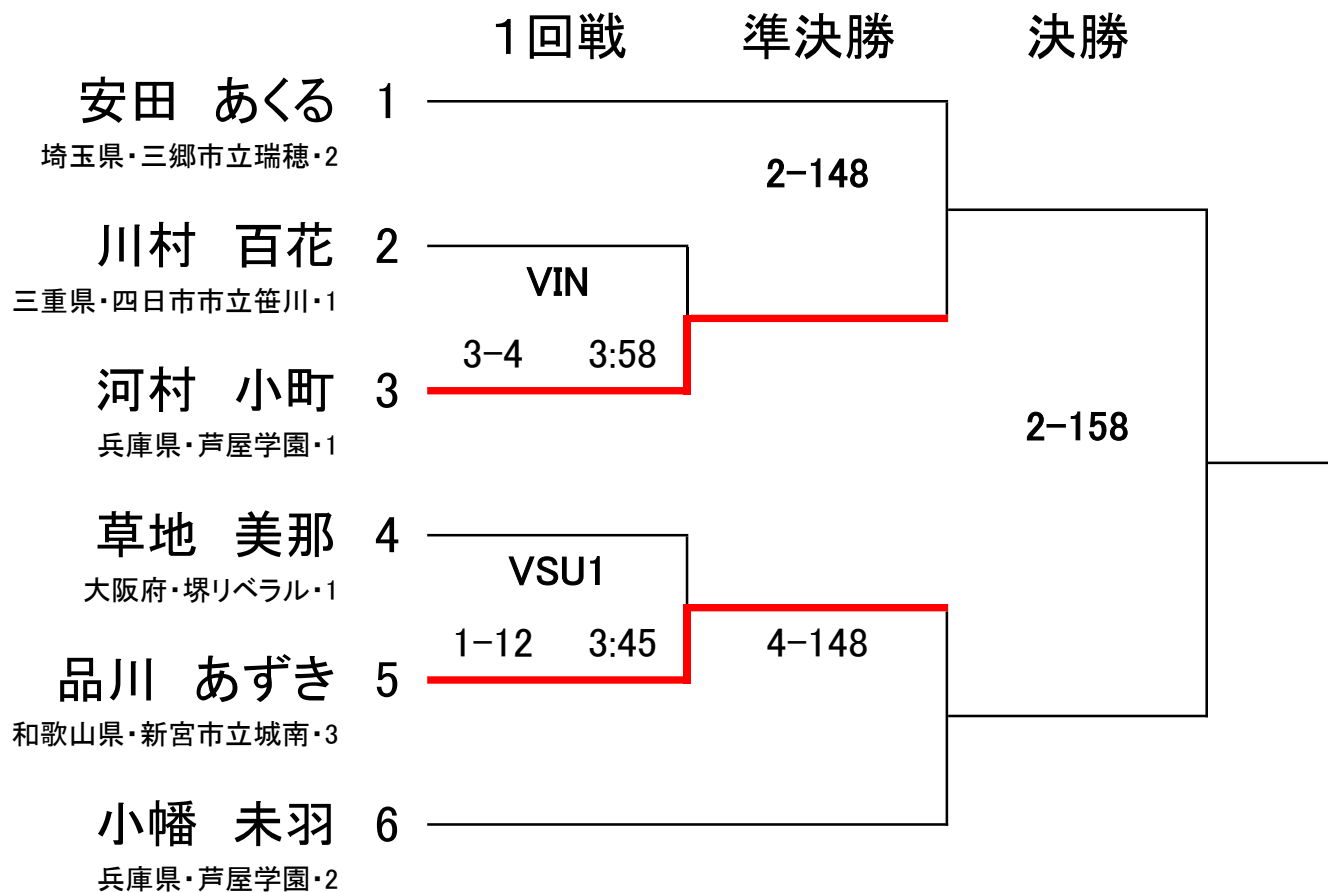 1回戦 準決勝 決勝
安田 あくる 1
埼玉県・三郷市立瑞穂・2
2-148
川村 百花 2
三重県・四日市市立笹川・1
VIN
3-4 3:58
河村 小町 3
兵庫県・芦屋学園・1
2-158
草地 美那 4
大阪府・堺リベラル・1
VSU1
1-12 3:45 4-148
品川 あずき 5
和歌山県・新宮市立城南・3
小幡 未羽 6
兵庫県・芦屋学園・2